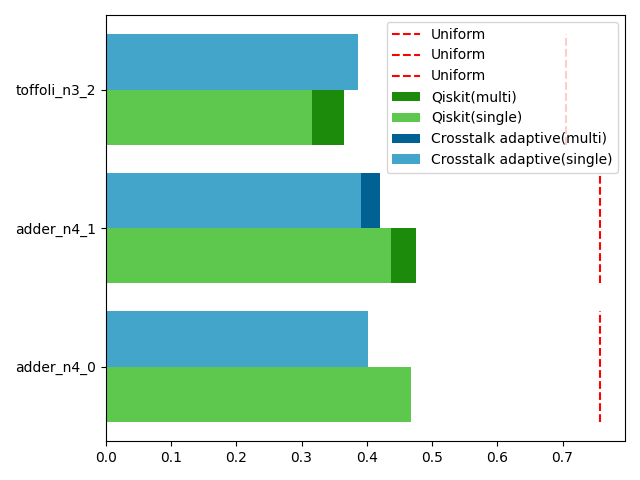 Uniform
Uniform
Uniform
Qiskit(multi)
Qiskit(single)
Crosstalk adaptive(multi)
Crosstalk adaptive(single)
toffoli_n3_2
adder_n4_1
adder_n4_0
0.0 0.1 0.2 0.3 0.4 0.5 0.6 0.7